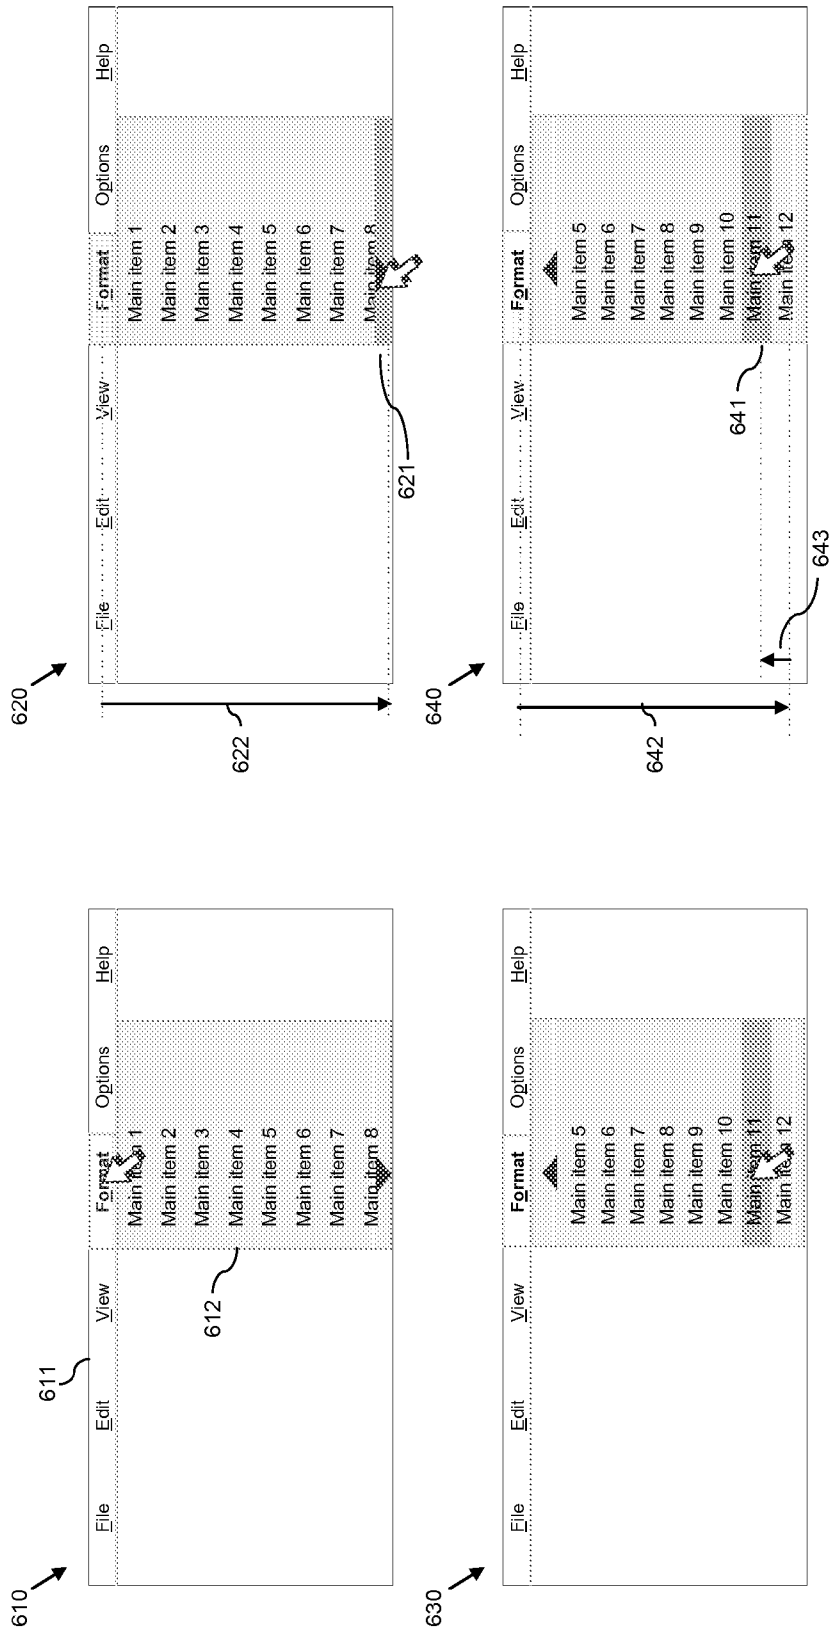 610
611
File Edit View Format Options Help
Main item 1
Main item 2
Main item 3
Main item 4
Main item 5
Main item 6
Main item 7
Main item 8
612
620
File Edit View Format Options Help
Main item 1
Main item 2
Main item 3
Main item 4
Main item 5
Main item 6
Main item 7
Main item 8
622
621
630
File Edit View Format Options Help
Main item 5
Main item 6
Main item 7
Main item 8
Main item 9
Main item 10
Main item 11
Main item 12
640
File Edit View Format Options Help
Main item 5
Main item 6
Main item 7
Main item 8
Main item 9
Main item 10
Main item 11
Main item 12
642
641
643